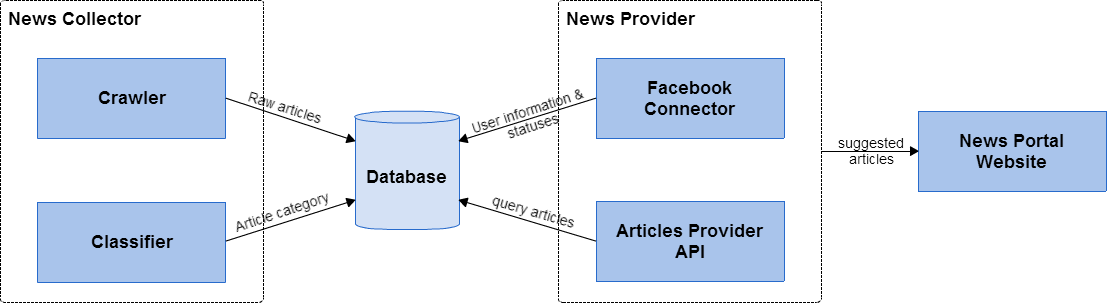 News Collector
Crawler
Classifier
Raw articles
Article category
Database
User information &
statuses
query articles
News Provider
Facebook
Connector
Articles Provider
API
suggested
articles
News Portal
Website